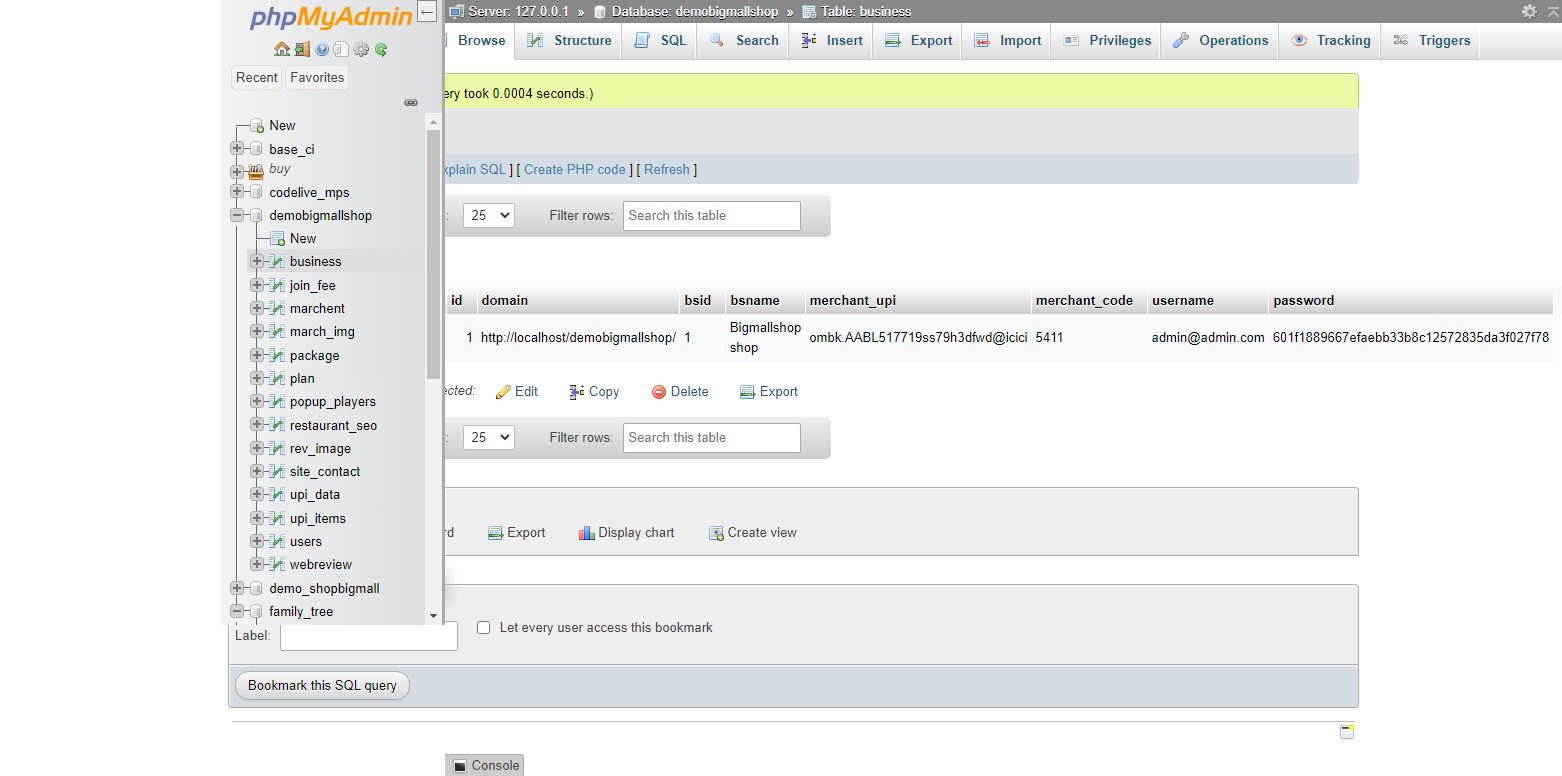 phpMyAdmin
Recent Favorites
New
base_ci
buy
codelive_mps
demobigmallshop
New
business
join_fee
marchent
march_img
package
plan
popup_players
restaurant_seo
rev_image
site_contact
upi_data
upi_items
users
webreview
demo_shopbigmall
family_tree
Server: 127.0.0.1 » Database: demobigmallshop » Table: business
Browse Structure SQL Search Insert Export Import Privileges Operations Tracking Triggers
ery took 0.0004 seconds.)
xplain SQL ] [ Create PHP code ] [ Refresh ]
: 25 Filter rows: Search this table
id domain bsid bsname merchant_upi merchant_code username password
1 http://localhost/demobigmallshop/ 1 Bigmallshop shop ombk.AABL517719ss79h3dfwd@icici 5411 admin@admin.com 601f1889667efaebb33b8c12572835da3f027f78
ected: Edit Copy Delete Export
: 25 Filter rows: Search this table
rd Export Display chart Create view
Label: Let every user access this bookmark
Bookmark this SQL query
Console